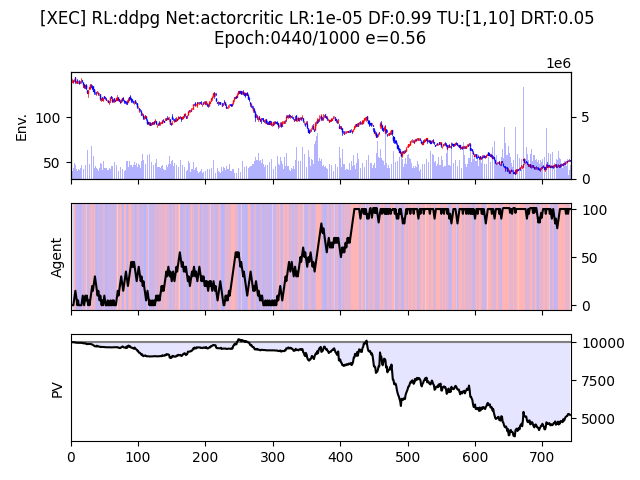 [XEC] RL:ddpg Net:actorcritic LR:1e-05 DF:0.99 TU:[1,10] DRT:0.05
Epoch:0440/1000 e=0.56
1e6
Env.
100
50
5
0
Agent
100
50
0
PV
10000
7500
5000
0 100 200 300 400 500 600 700